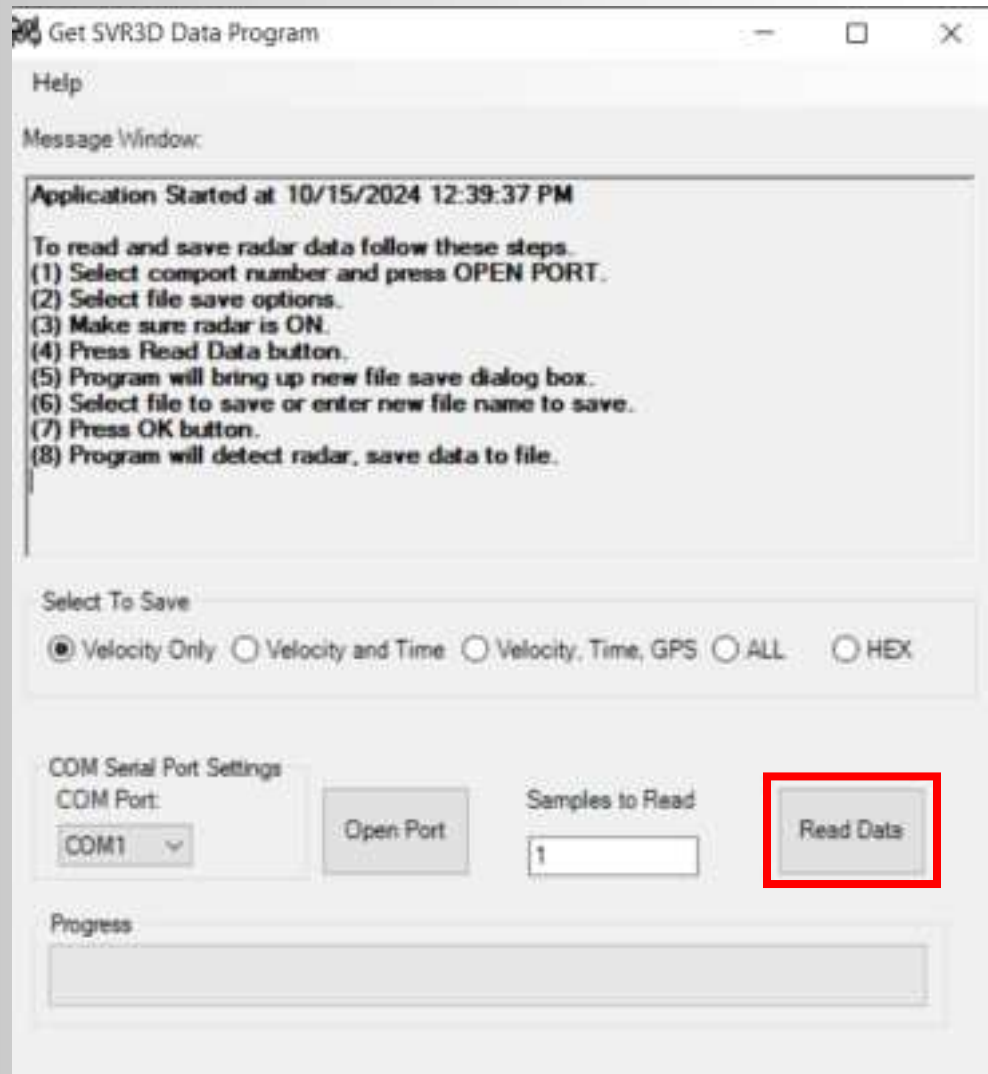 Get SVR3D Data Program
Help
Message Window:
Application Started at 10/15/2024 12:39:37 PM
To read and save radar data follow these steps.
(1) Select comport number and press OPEN PORT.
(2) Select file save options.
(3) Make sure radar is ON.
(4) Press Read Data button.
(5) Program will bring up new file save dialog box.
(6) Select file to save or enter new file name to save.
(7) Press OK button.
(8) Program will detect radar, save data to file.
Select To Save
Velocity Only Velocity and Time Velocity, Time, GPS ALL HEX
COM Serial Port Settings
COM Port:
COM1
Open Port
Samples to Read
1
Read Data
Progress